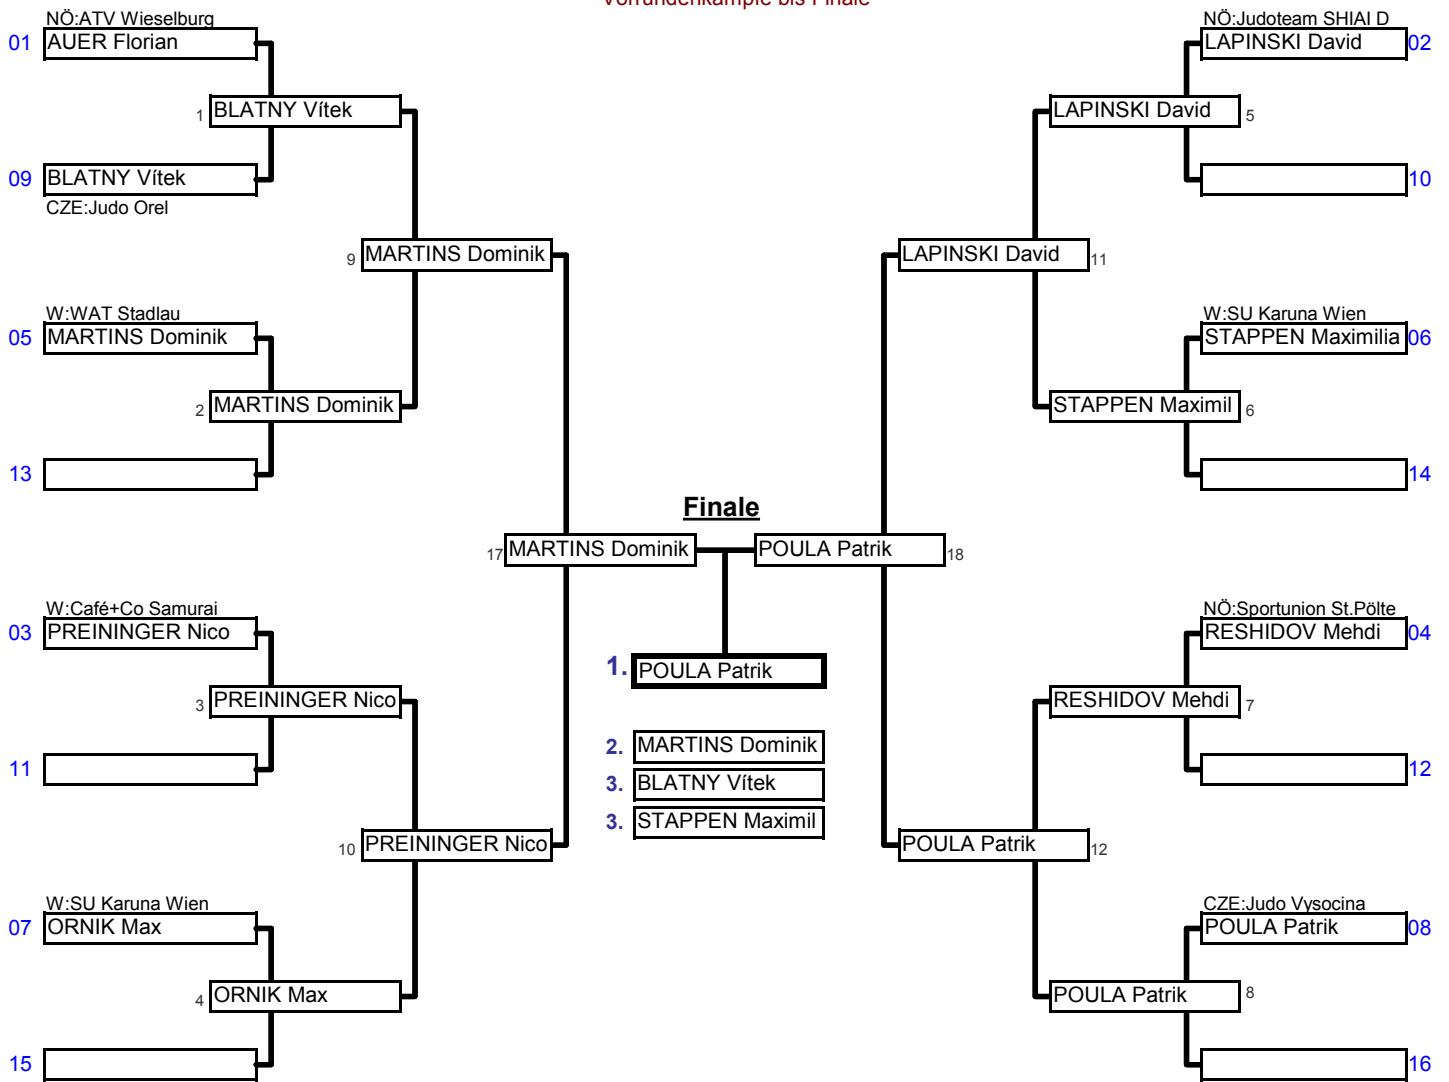 Vorrundenkämpfe bis Finale
NÖ:ATV Wieselburg
01 AUER Florian
1 BLATNY Vítek
09 BLATNY Vítek
CZE:Judo Orel
9 MARTINS Dominik
W:WAT Stadlau
05 MARTINS Dominik
2 MARTINS Dominik
13
17 MARTINS Dominik
W:Café+Co Samurai
03 PREININGER Nico
3 PREININGER Nico
11
10 PREININGER Nico
W:SU Karuna Wien
07 ORNIK Max
4 ORNIK Max
15
Finale
1. POULA Patrik
2. MARTINS Dominik
3. BLATNY Vítek
3. STAPPEN Maximil
NÖ:Judoteam SHIAI D
LAPINSKI David 02
LAPINSKI David 5
10
LAPINSKI David 11
W:SU Karuna Wien
STAPPEN Maximilia 06
STAPPEN Maximil 6
14
POULA Patrik 18
NÖ:Sportunion St.Pölte
RESHIDOV Mehdi 04
RESHIDOV Mehdi 7
12
POULA Patrik 12
CZE:Judo Vysocina
POULA Patrik 08
POULA Patrik 8
16